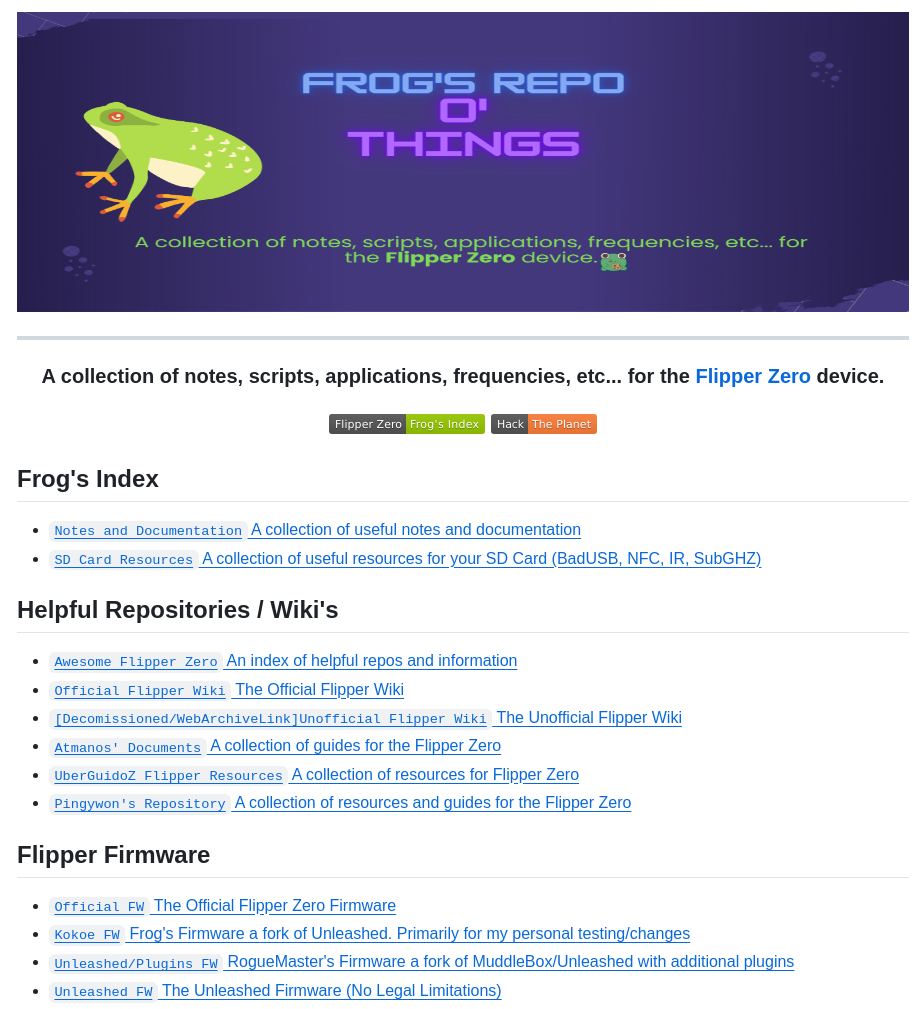 FROG'S REPO
O'
THINGS
A collection of notes, scripts, applications, frequencies, etc... for
the Flipper Zero device.
A collection of notes, scripts, applications, frequencies, etc... for the Flipper Zero device.
Flipper Zero Frog's Index Hack The Planet
Frog's Index
Notes and Documentation A collection of useful notes and documentation
SD Card Resources A collection of useful resources for your SD Card (BadUSB, NFC, IR, SubGHZ)
Helpful Repositories / Wiki's
Awesome Flipper Zero An index of helpful repos and information
Official Flipper Wiki The Official Flipper Wiki
[Decomissioned/WebArchiveLink]Unofficial Flipper Wiki The Unofficial Flipper Wiki
Atmanos' Documents A collection of guides for the Flipper Zero
UberGuidoZ Flipper Resources A collection of resources for Flipper Zero
Pingywon's Repository A collection of resources and guides for the Flipper Zero
Flipper Firmware
Official FW The Official Flipper Zero Firmware
Kokoe FW Frog's Firmware a fork of Unleashed. Primarily for my personal testing/changes
Unleashed/Plugins FW RogueMaster's Firmware a fork of MuddleBox/Unleashed with additional plugins
Unleashed FW The Unleashed Firmware (No Legal Limitations)